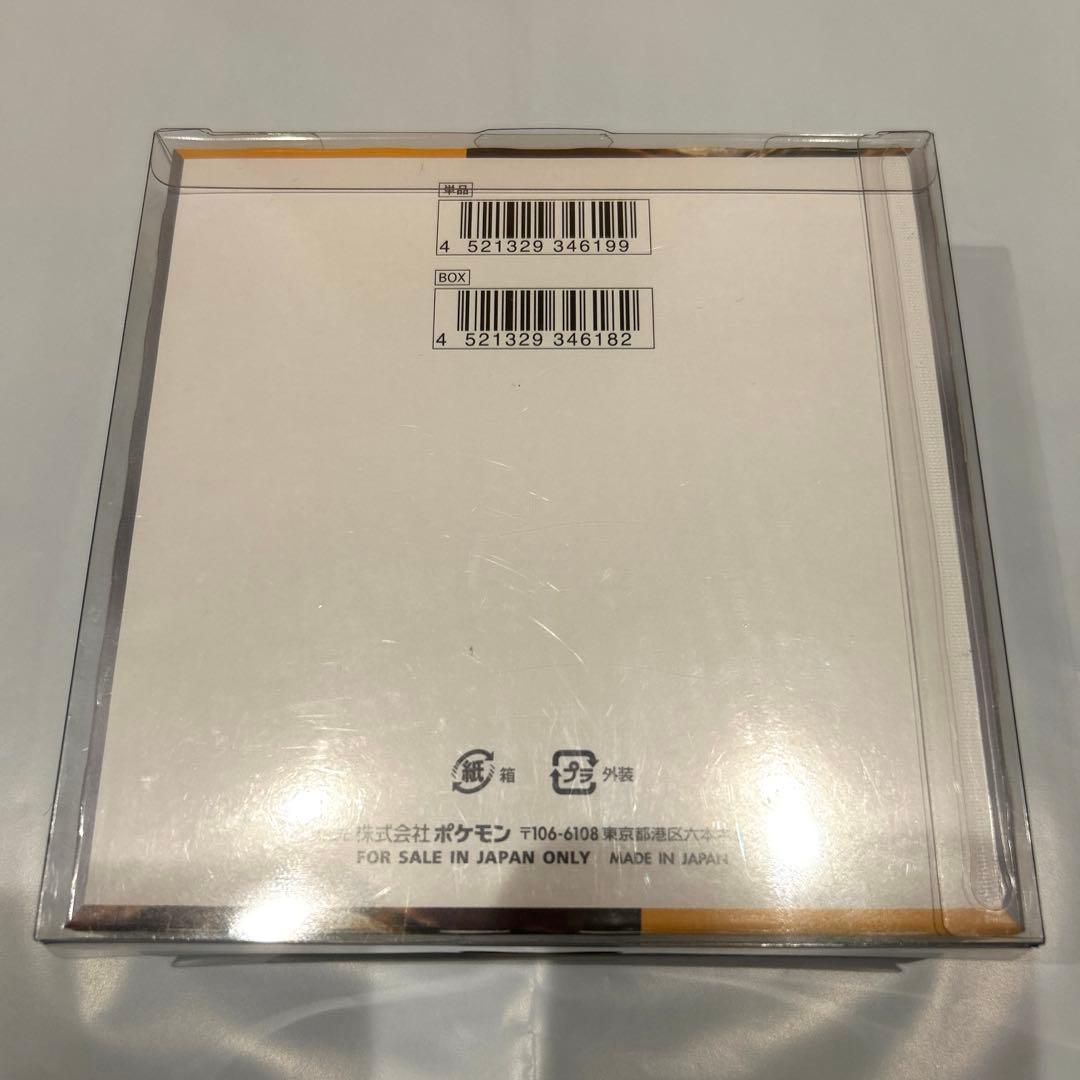 単品
4 521329 346199
BOX
4 521329 346182
紙 箱 プラ 外装
株式会社ポケモン 〒106-6108 東京都港区六本
FOR SALE IN JAPAN ONLY MADE IN JAPAN